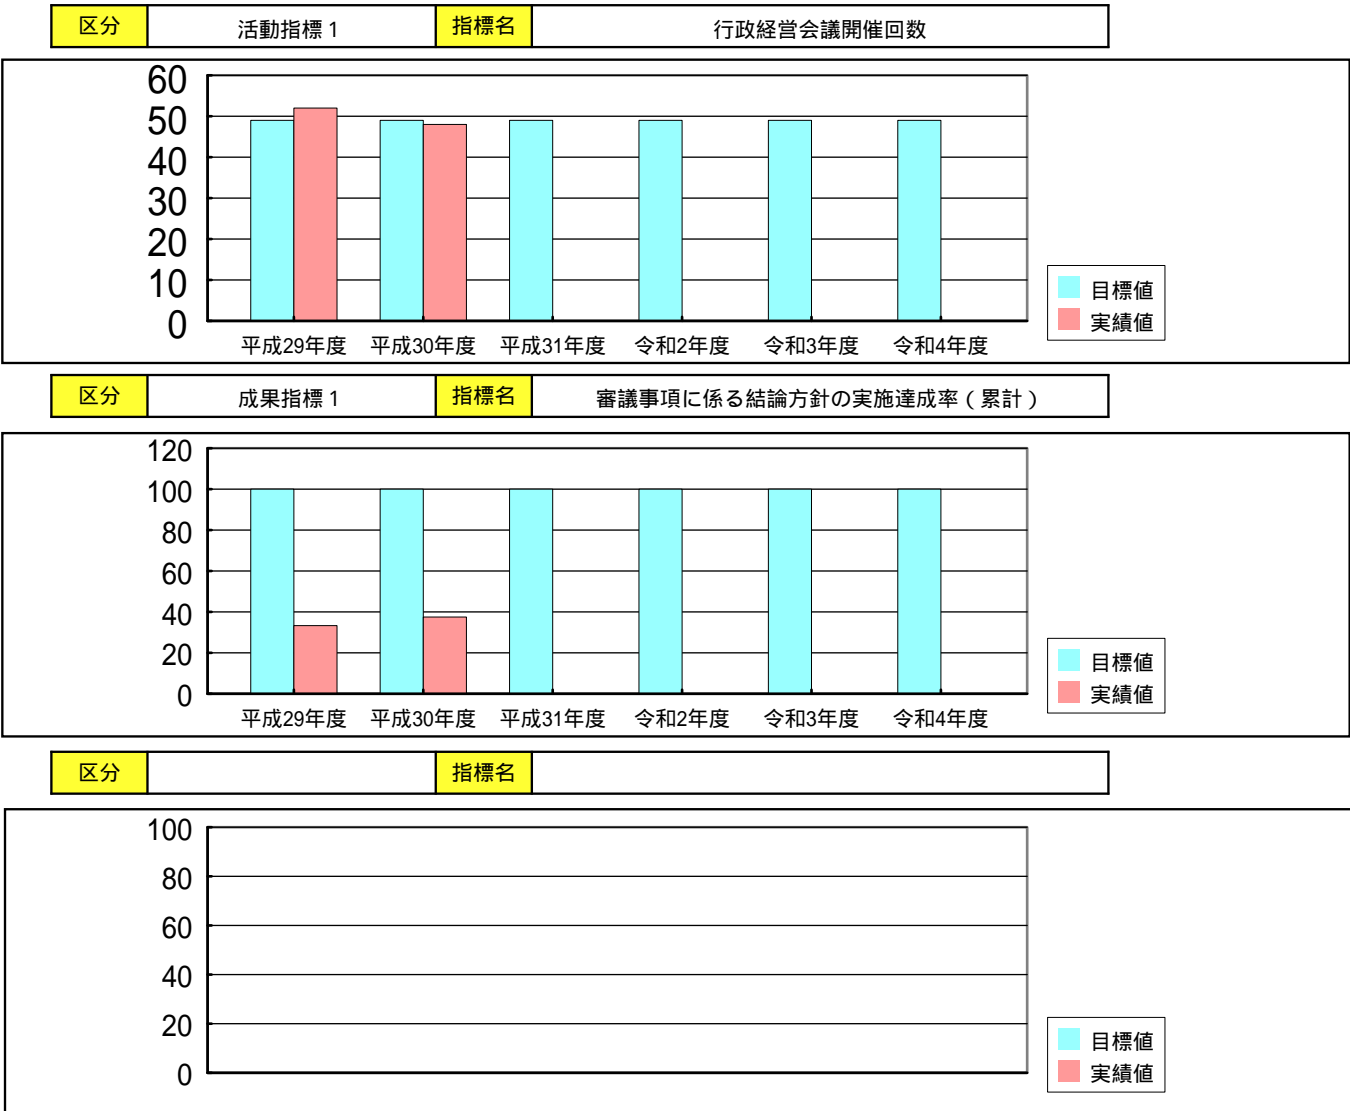 区分 活動指標１ 指標名 行政経営会議開催回数
60
50
40
30
20
10
0
平成29年度 平成30年度 平成31年度 令和2年度 令和3年度 令和4年度
目標値
実績値
区分 成果指標１ 指標名 審議事項に係る結論方針の実施達成率（累計）
120
100
80
60
40
20
0
平成29年度 平成30年度 平成31年度 令和2年度 令和3年度 令和4年度
目標値
実績値
区分 指標名
100
80
60
40
20
0
目標値
実績値